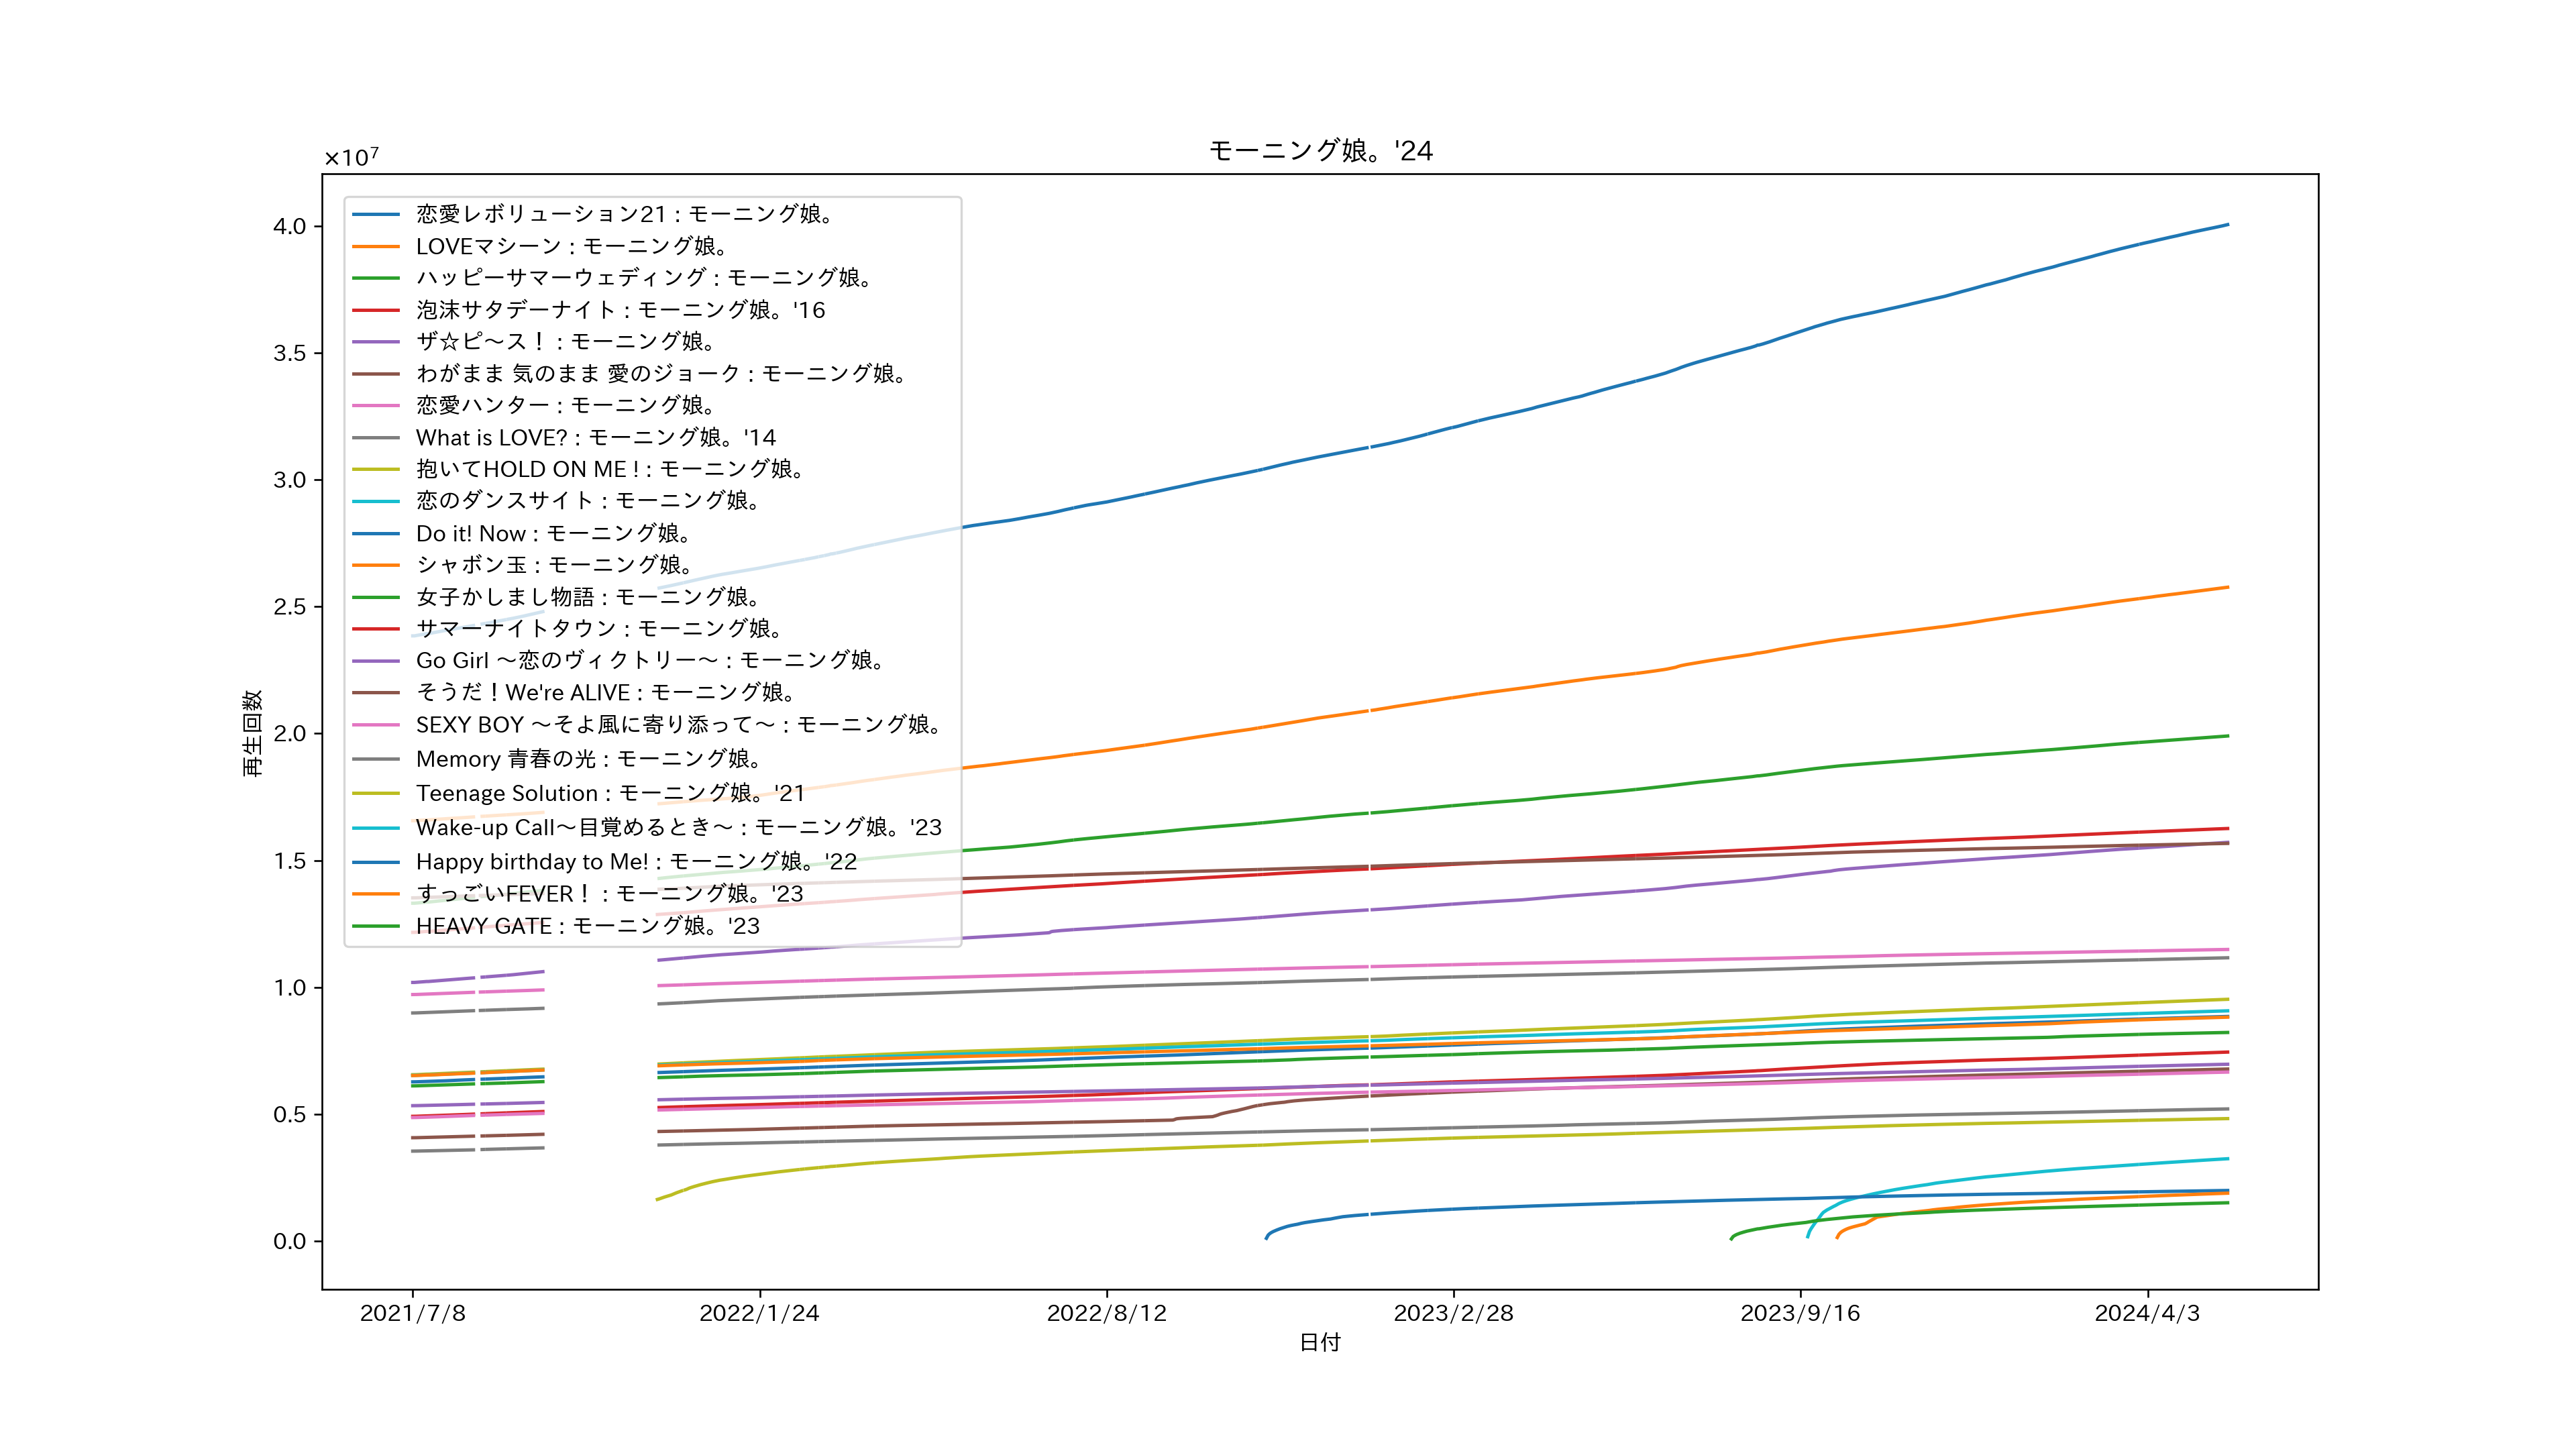 モーニング娘。'24
×10⁷
4.0
3.5
3.0
2.5
2.0
1.5
1.0
0.5
0.0
再生回数
恋愛レボリューション21 : モーニング娘。
LOVEマシーン : モーニング娘。
ハッピーサマーウェディング : モーニング娘。
泡沫サタデーナイト : モーニング娘。'16
ザ☆ピ～ス！ : モーニング娘。
わがまま 気のまま 愛のジョーク : モーニング娘。
恋愛ハンター : モーニング娘。
What is LOVE? : モーニング娘。'14
抱いてHOLD ON ME ! : モーニング娘。
恋のダンスサイト : モーニング娘。
Do it! Now : モーニング娘。
シャボン玉 : モーニング娘。
女子かしまし物語 : モーニング娘。
サマーナイトタウン : モーニング娘。
Go Girl ～恋のヴィクトリー～ : モーニング娘。
そうだ！We're ALIVE : モーニング娘。
SEXY BOY ～そよ風に寄り添って～ : モーニング娘。
Memory 青春の光 : モーニング娘。
Teenage Solution : モーニング娘。'21
Wake-up Call～目覚めるとき～ : モーニング娘。'23
Happy birthday to Me! : モーニング娘。'22
すっごいFEVER！ : モーニング娘。'23
HEAVY GATE : モーニング娘。'23
2021/7/8
2022/1/24
2022/8/12
2023/2/28
2023/9/16
2024/4/3
日付